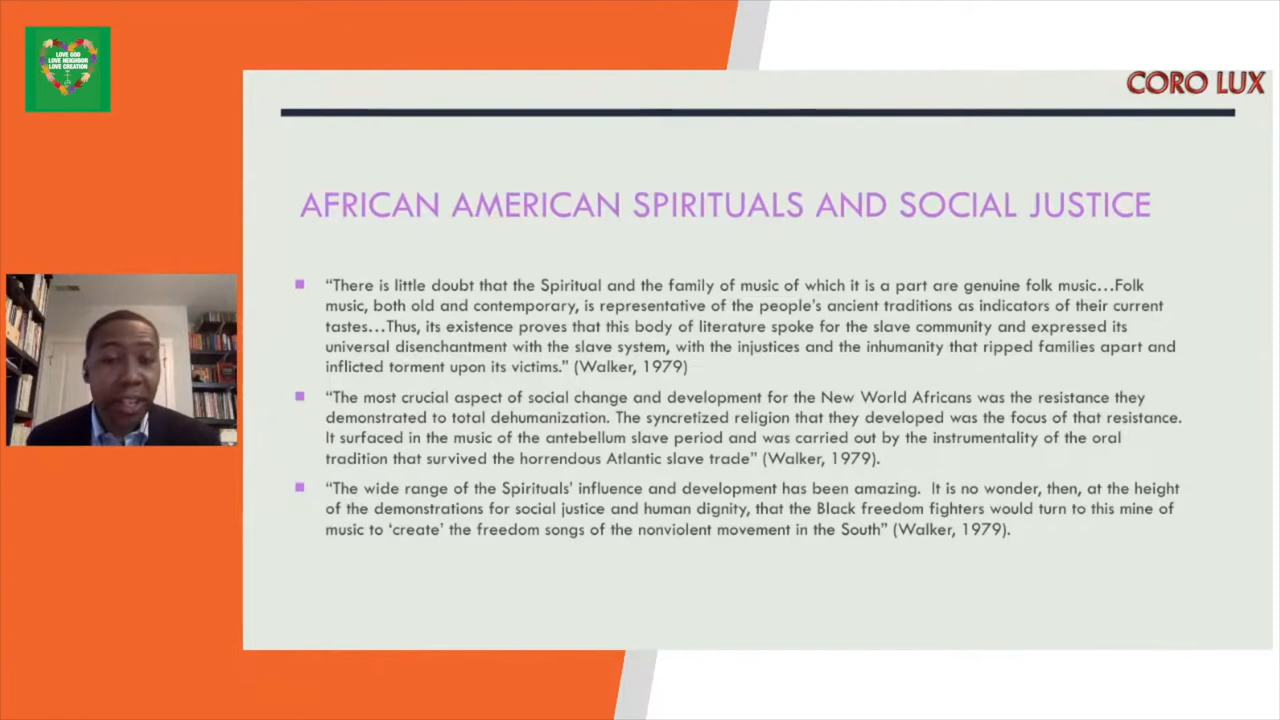 LOVE GOD
LOVE NEIGHBOR
LOVE CREATION
CORO LUX
AFRICAN AMERICAN SPIRITUALS AND SOCIAL JUSTICE
“There is little doubt that the Spiritual and the family of music of which it is a part are genuine folk music…Folk
music, both old and contemporary, is representative of the people’s ancient traditions as indicators of their current
tastes…Thus, its existence proves that this body of literature spoke for the slave community and expressed its
universal disenchantment with the slave system, with the injustices and the inhumanity that ripped families apart and
inflicted torment upon its victims.” (Walker, 1979)
“The most crucial aspect of social change and development for the New World Africans was the resistance they
demonstrated to total dehumanization. The syncretized religion that they developed was the focus of that resistance.
It surfaced in the music of the antebellum slave period and was carried out by the instrumentality of the oral
tradition that survived the horrendous Atlantic slave trade” (Walker, 1979).
“The wide range of the Spirituals’ influence and development has been amazing.  It is no wonder, then, at the height
of the demonstrations for social justice and human dignity, that the Black freedom fighters would turn to this mine of
music to ‘create’ the freedom songs of the nonviolent movement in the South” (Walker, 1979).